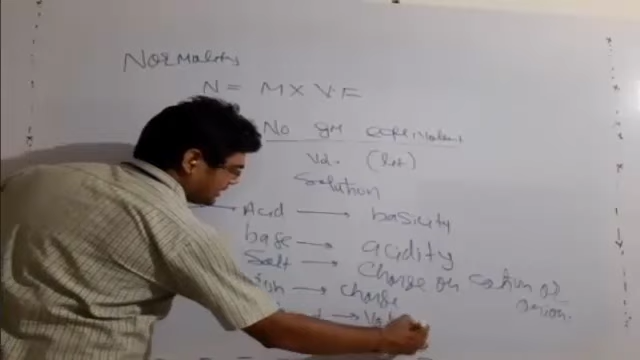 Normality
N = M X V.F
No gm equivalent
Vol. (lit)
Solution
Acid → basicity
base → acidity
Salt → Charge on cation or
anion.
→ charge
→